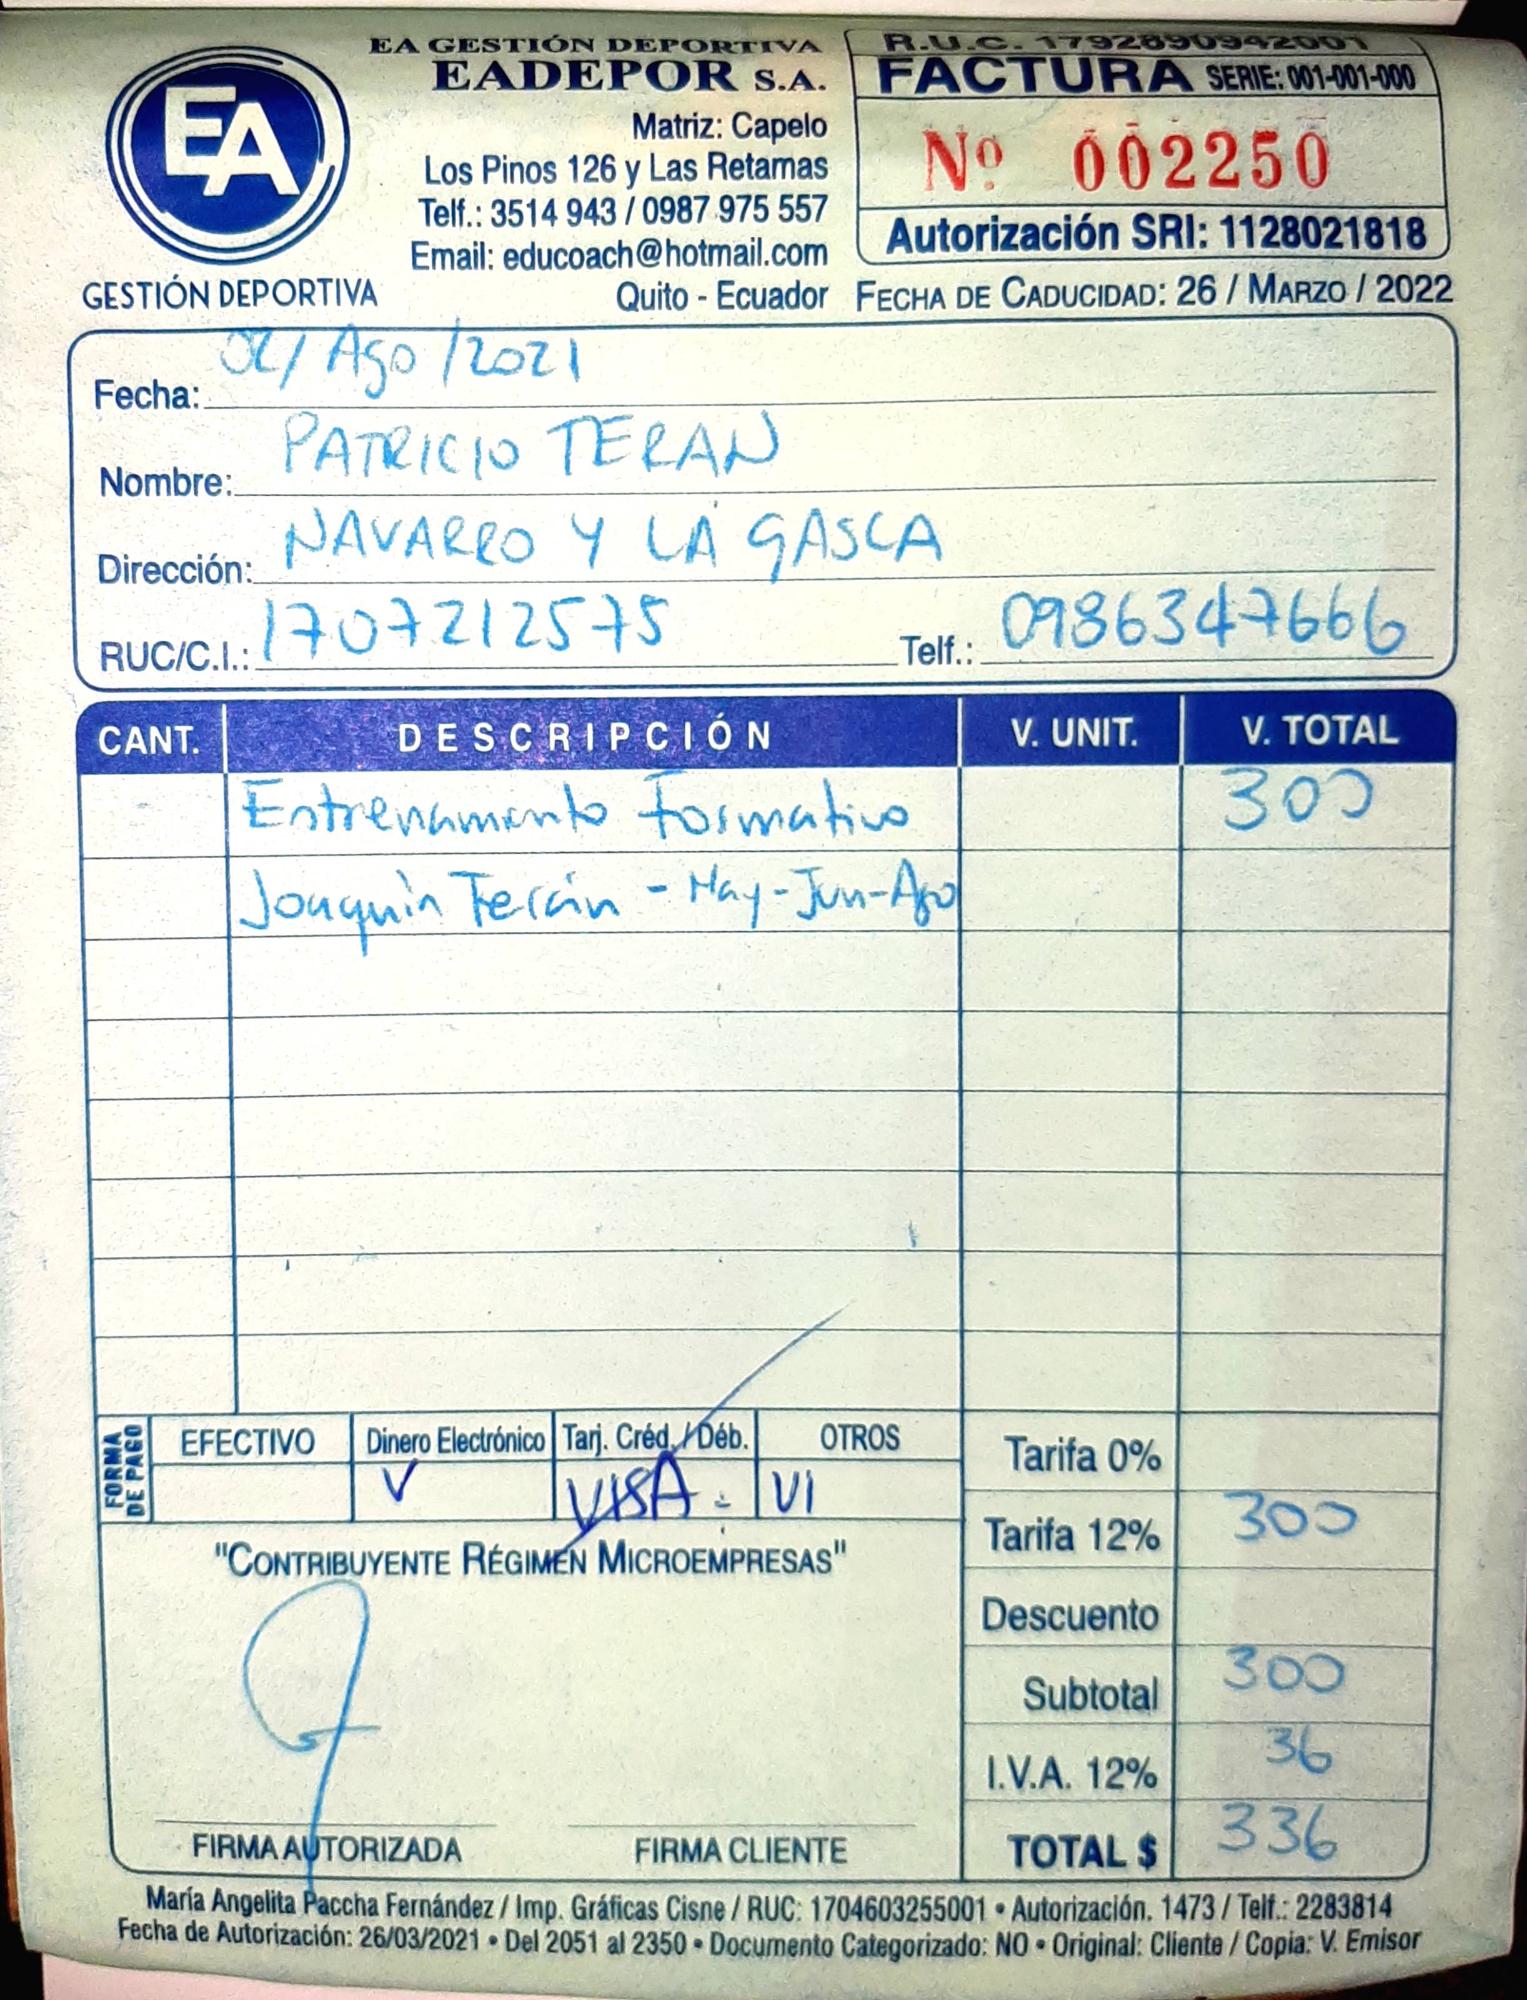 EA
GESTIÓN DEPORTIVA
EA GESTIÓN DEPORTIVA
EADEPOR S.A.
Matriz: Capelo
Los Pinos 126 y Las Retamas
Telf.: 3514 943 / 0987 975 557
Email: educoach@hotmail.com
Quito - Ecuador
R.U.C. 1792890942001
FACTURA SERIE: 001-001-000
Nº 002250
Autorización SRI: 1128021818
FECHA DE CADUCIDAD: 26 / MARZO / 2022
Fecha: 02/ Ago /2021
Nombre: PATRICIO TERAN
Dirección: NAVARRO Y LA GASCA
RUC/C.I.: 1707212575 Telf.: 0986347666
CANT. DESCRIPCIÓN V. UNIT. V. TOTAL
Entrenamiento Formativo 300
Joaquín Terán - May-Jun-Ago
FORMA DE PAGO
EFECTIVO Dinero Electrónico Tarj. Créd. / Déb. OTROS
V VISA VI
"CONTRIBUYENTE RÉGIMEN MICROEMPRESAS"
Tarifa 0%
Tarifa 12% 300
Descuento
Subtotal 300
I.V.A. 12% 36
TOTAL $ 336
FIRMA AUTORIZADA FIRMA CLIENTE
María Angelita Paccha Fernández / Imp. Gráficas Cisne / RUC: 1704603255001 • Autorización. 1473 / Telf.: 2283814
Fecha de Autorización: 26/03/2021 • Del 2051 al 2350 • Documento Categorizado: NO • Original: Cliente / Copia: V. Emisor